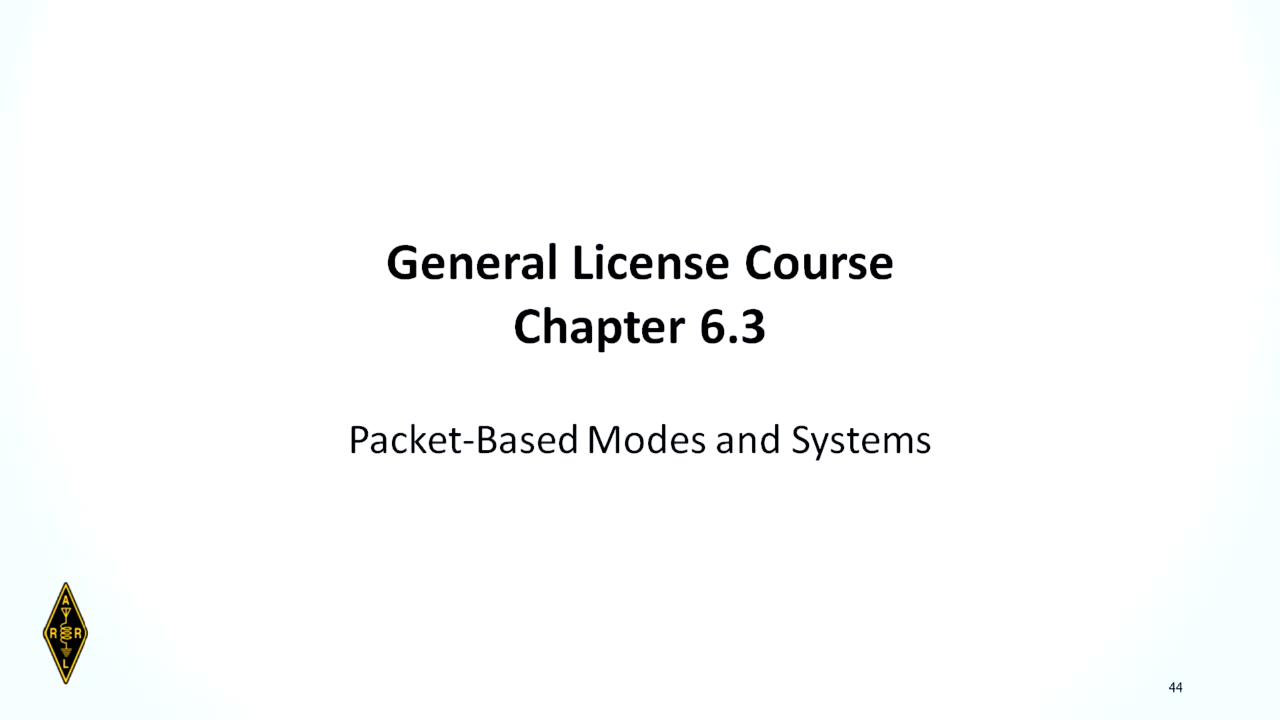 General License Course
Chapter 6.3
Packet-Based Modes and Systems
A
R R
L
44